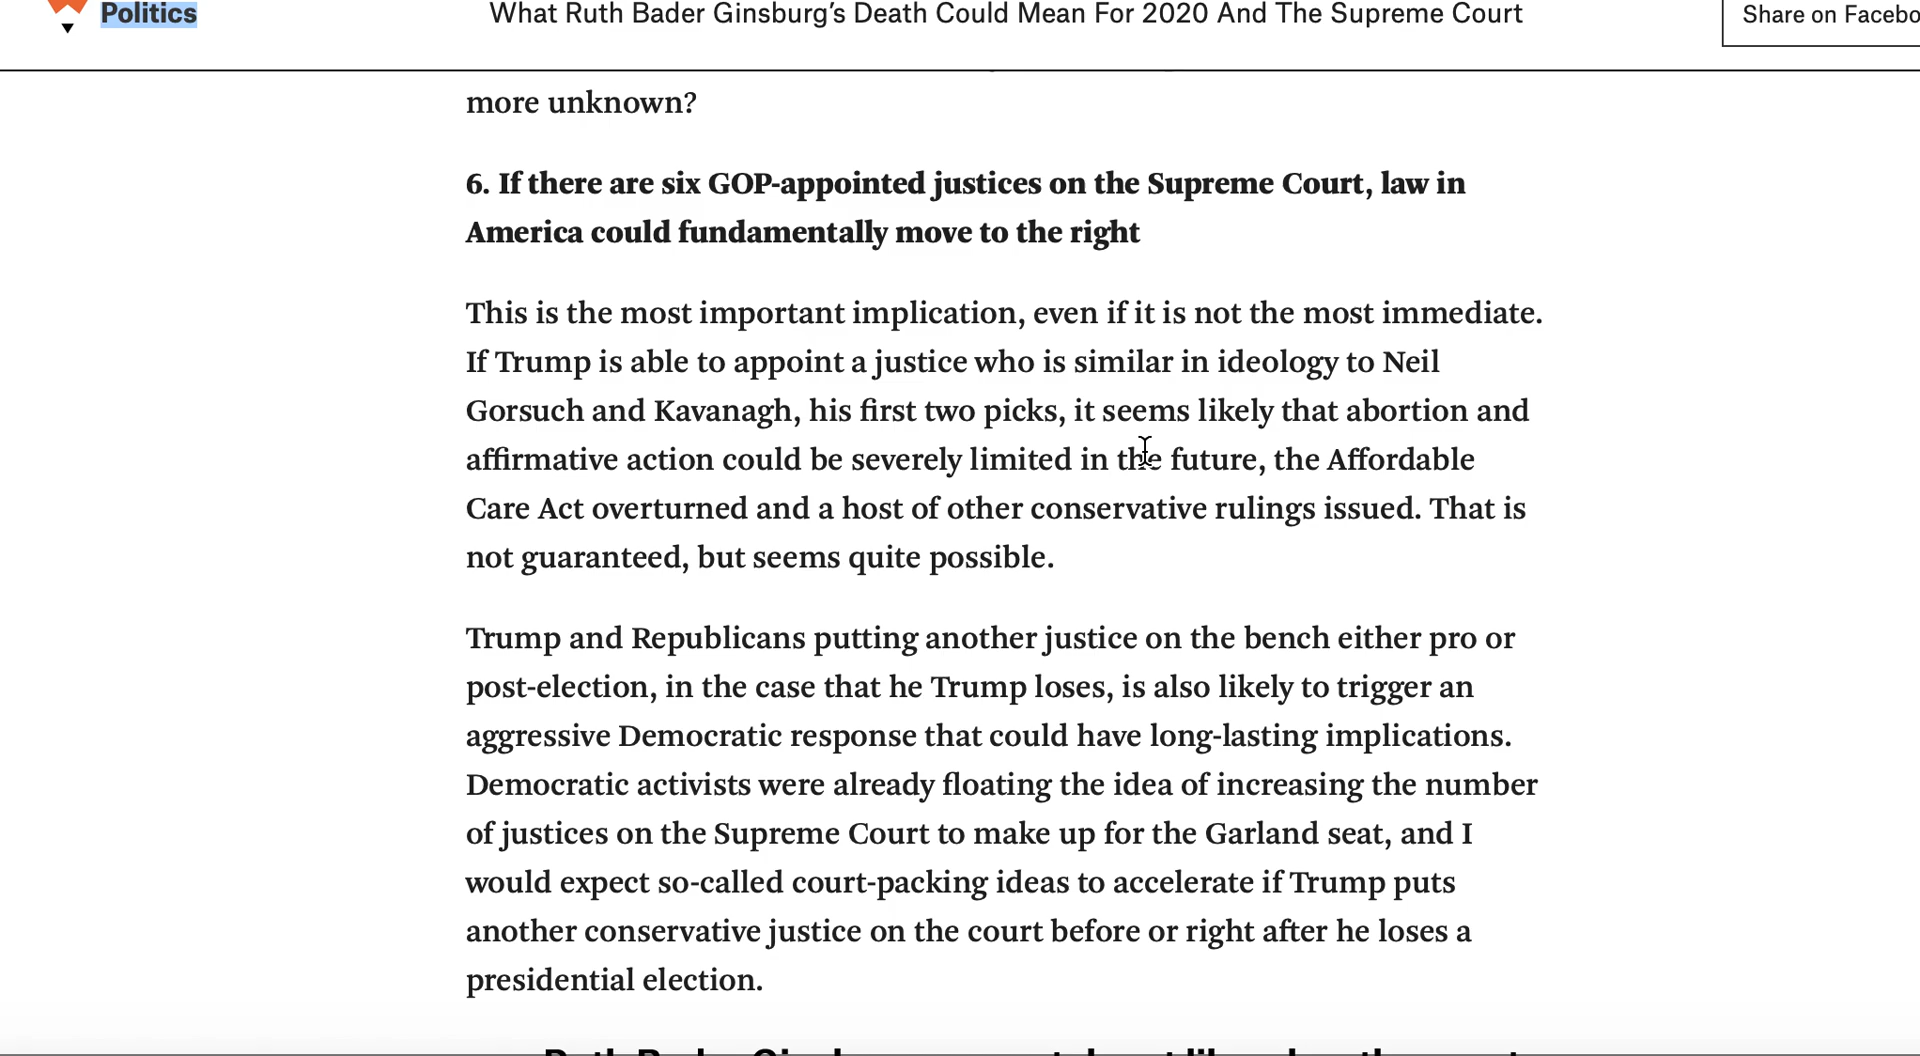 Politics
What Ruth Bader Ginsburg’s Death Could Mean For 2020 And The Supreme Court
Share on Facebo
more unknown?
6. If there are six GOP-appointed justices on the Supreme Court, law in
America could fundamentally move to the right
This is the most important implication, even if it is not the most immediate.
If Trump is able to appoint a justice who is similar in ideology to Neil
Gorsuch and Kavanagh, his first two picks, it seems likely that abortion and
affirmative action could be severely limited in the future, the Affordable
Care Act overturned and a host of other conservative rulings issued. That is
not guaranteed, but seems quite possible.
Trump and Republicans putting another justice on the bench either pro or
post-election, in the case that he Trump loses, is also likely to trigger an
aggressive Democratic response that could have long-lasting implications.
Democratic activists were already floating the idea of increasing the number
of justices on the Supreme Court to make up for the Garland seat, and I
would expect so-called court-packing ideas to accelerate if Trump puts
another conservative justice on the court before or right after he loses a
presidential election.